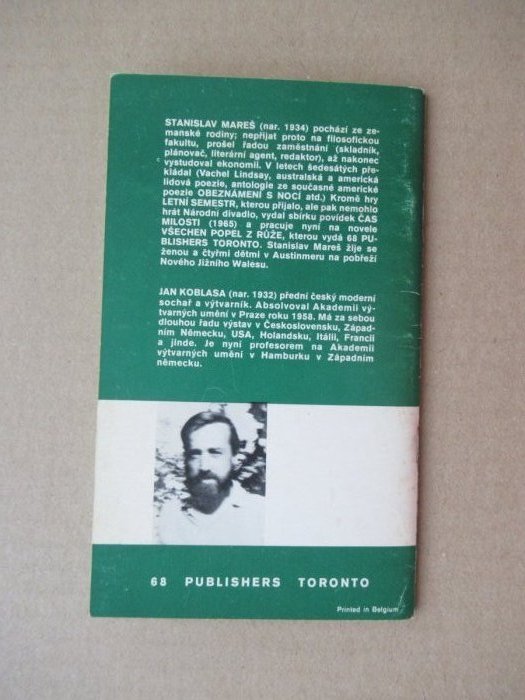 STANISLAV MAREŠ (nar. 1934) pochází ze ze-
manské rodiny; nepřijat proto na filosofickou
fakultu, prošel řadou zaměstnání (skladník,
plánovač, literární agent, redaktor), až nakonec
vystudoval ekonomii. V letech šedesátých pře-
kládal (Vachel Lindsay, australská a americká
lidová poezie, antologie ze současné americké
poezie OBEZNÁMENI S NOCÍ atd.) Kromě hry
LETNÍ SEMESTR, kterou přijalo, ale pak nemohlo
hrát Národní divadlo, vydal sbírku povídek ČAS
MILOSTI (1965) a pracuje nyní na novele
VŠECHEN POPEL Z RŮŽE, kterou vydá 68 PU-
BLISHERS TORONTO. Stanislav Mareš žije se
ženou a čtyřmi dětmi v Austinmeru na pobřeží
Nového Jižního Walesu.
JAN KOBLASA (nar. 1932) přední český moderní
sochař a výtvarník. Absolvoval Akademii vý-
tvarných umění v Praze roku 1958. Má za sebou
dlouhou řadu výstav v Československu, Západ-
ním Německu, USA, Holandsku, Itálii, Francii
a jinde. Je nyní profesorem na Akademii
výtvarných umění v Hamburku v Západním
německu.
68 PUBLISHERS TORONTO
Printed in Belgium